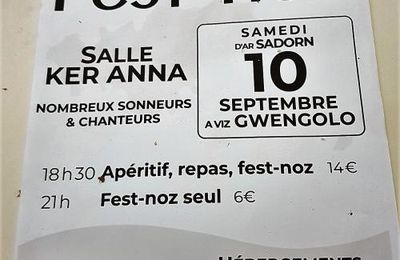 SALLE
KER ANNA
NOMBREUX SONNEURS
& CHANTEURS
SAMEDI
D'AR SADORN
10
SEPTEMBRE
A VIZ GWENGOLO
18h30 Apéritif, repas, fest-noz 14€
21h Fest-noz seul 6€
HÉBERGEMENTS